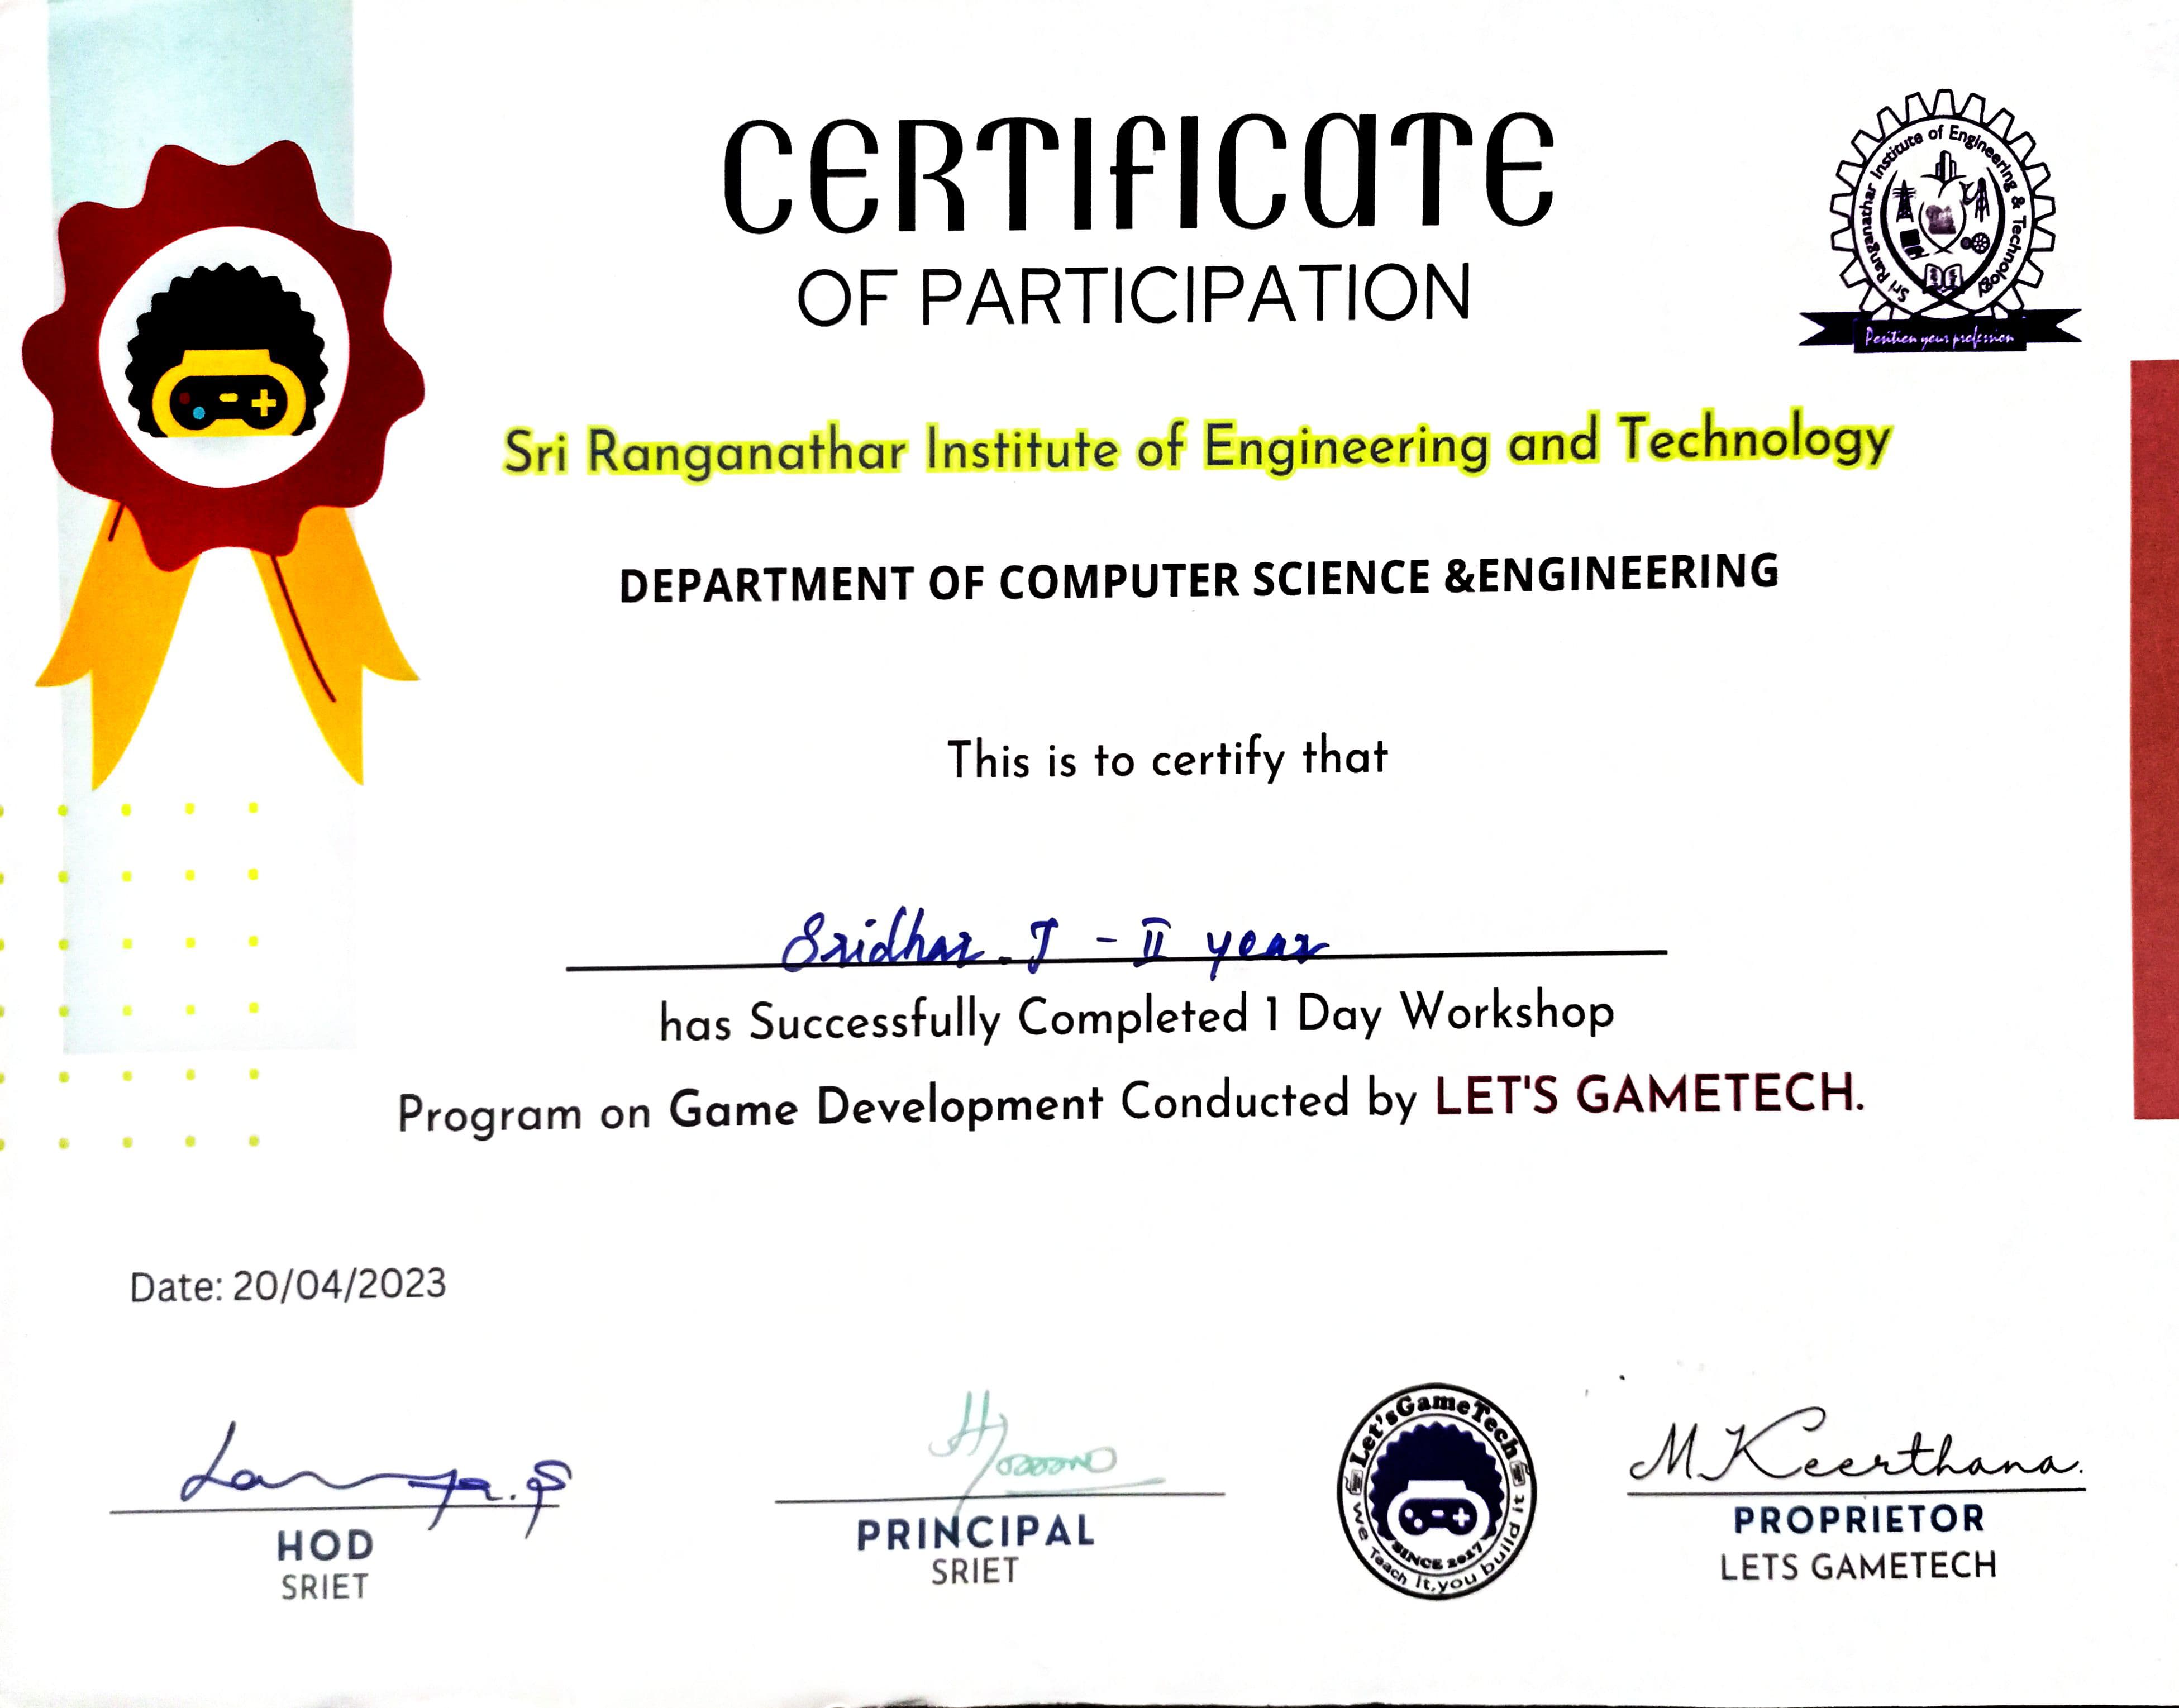 CERTIFICATE
OF PARTICIPATION
Sri Ranganathar Institute of Engineering & Technology
Position your profession
Sri Ranganathar Institute of Engineering and Technology
DEPARTMENT OF COMPUTER SCIENCE &ENGINEERING
This is to certify that
Sridhar. J - II year
has Successfully Completed 1 Day Workshop
Program on Game Development Conducted by LET'S GAMETECH.
Date: 20/04/2023
HOD
SRIET
PRINCIPAL
SRIET
Let'sGameTech
SINCE 2017
We Teach It,you build it
M Keerthana.
PROPRIETOR
LETS GAMETECH